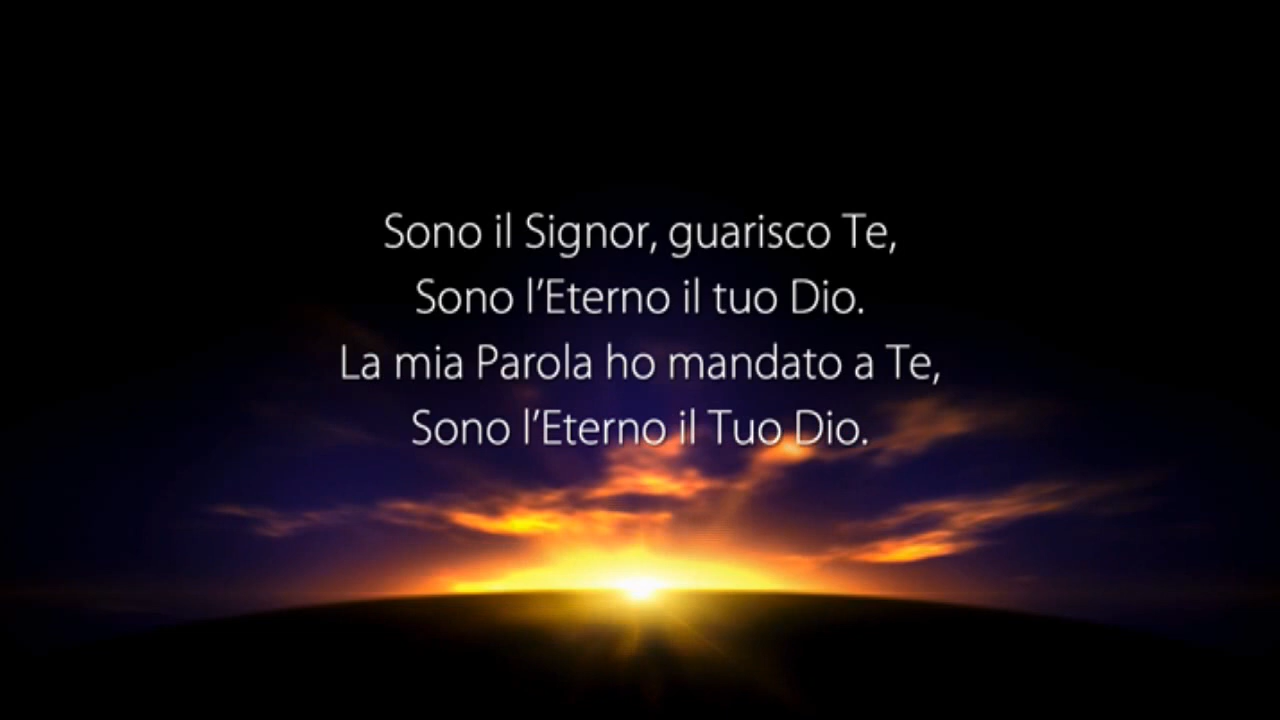 Sono il Signor, guarisco Te,
Sono l’Eterno il tuo Dio.
La mia Parola ho mandato a Te,
Sono l’Eterno il Tuo Dio.